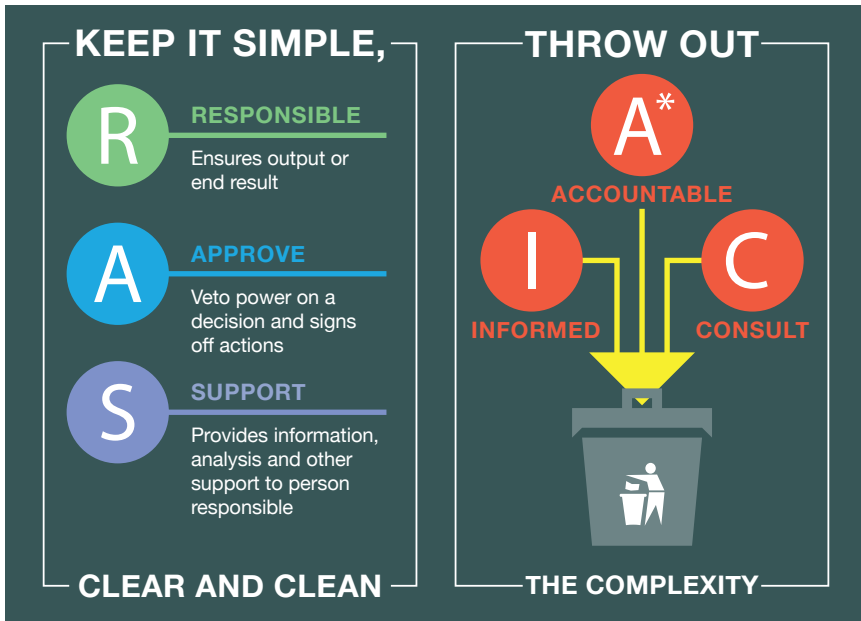 KEEP IT SIMPLE,
R
RESPONSIBLE
Ensures output or
end result
A
APPROVE
Veto power on a
decision and signs
off actions
S
SUPPORT
Provides information,
analysis and other
support to person
responsible
CLEAR AND CLEAN
THROW OUT
A*
ACCOUNTABLE
I
INFORMED
C
CONSULT
THE COMPLEXITY